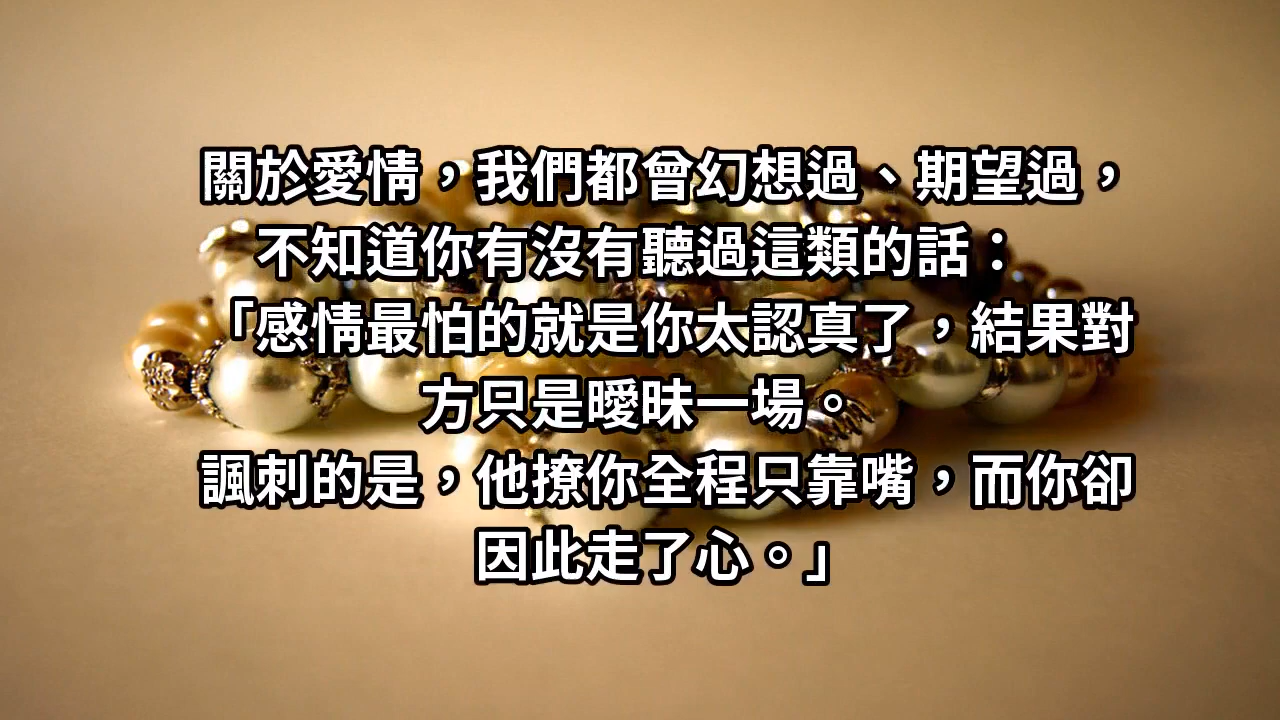 關於愛情，我們都曾幻想過、期望過，
不知道你有沒有聽過這類的話：
「感情最怕的就是你太認真了，結果對
方只是曖昧一場。
諷刺的是，他撩你全程只靠嘴，而你卻
因此走了心。」